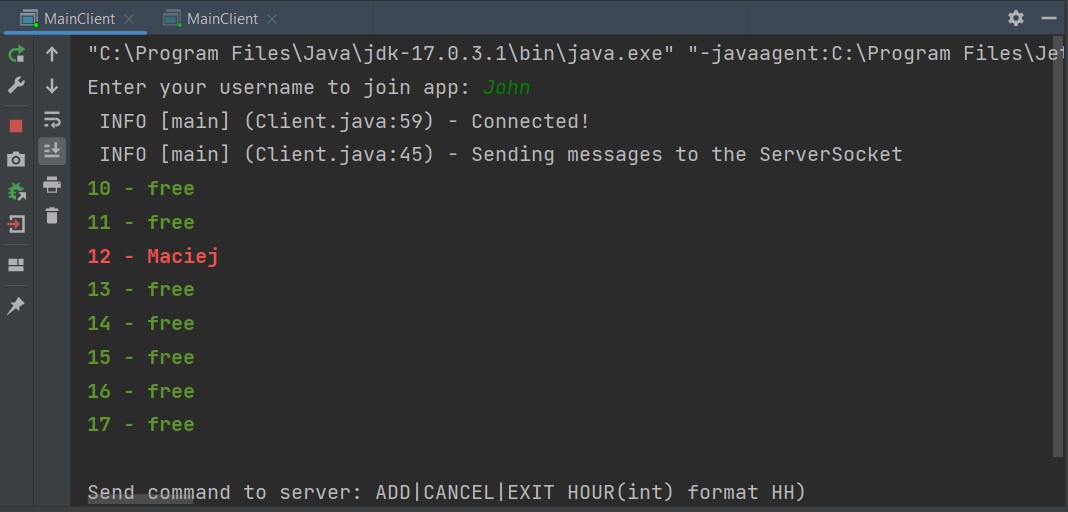 MainClient MainClient
"C:\Program Files\Java\jdk-17.0.3.1\bin\java.exe" "-javaagent:C:\Program Files\Jet
Enter your username to join app: John
INFO [main] (Client.java:59) - Connected!
INFO [main] (Client.java:45) - Sending messages to the ServerSocket
10 - free
11 - free
12 - Maciej
13 - free
14 - free
15 - free
16 - free
17 - free
Send command to server: ADD|CANCEL|EXIT HOUR(int) format HH)